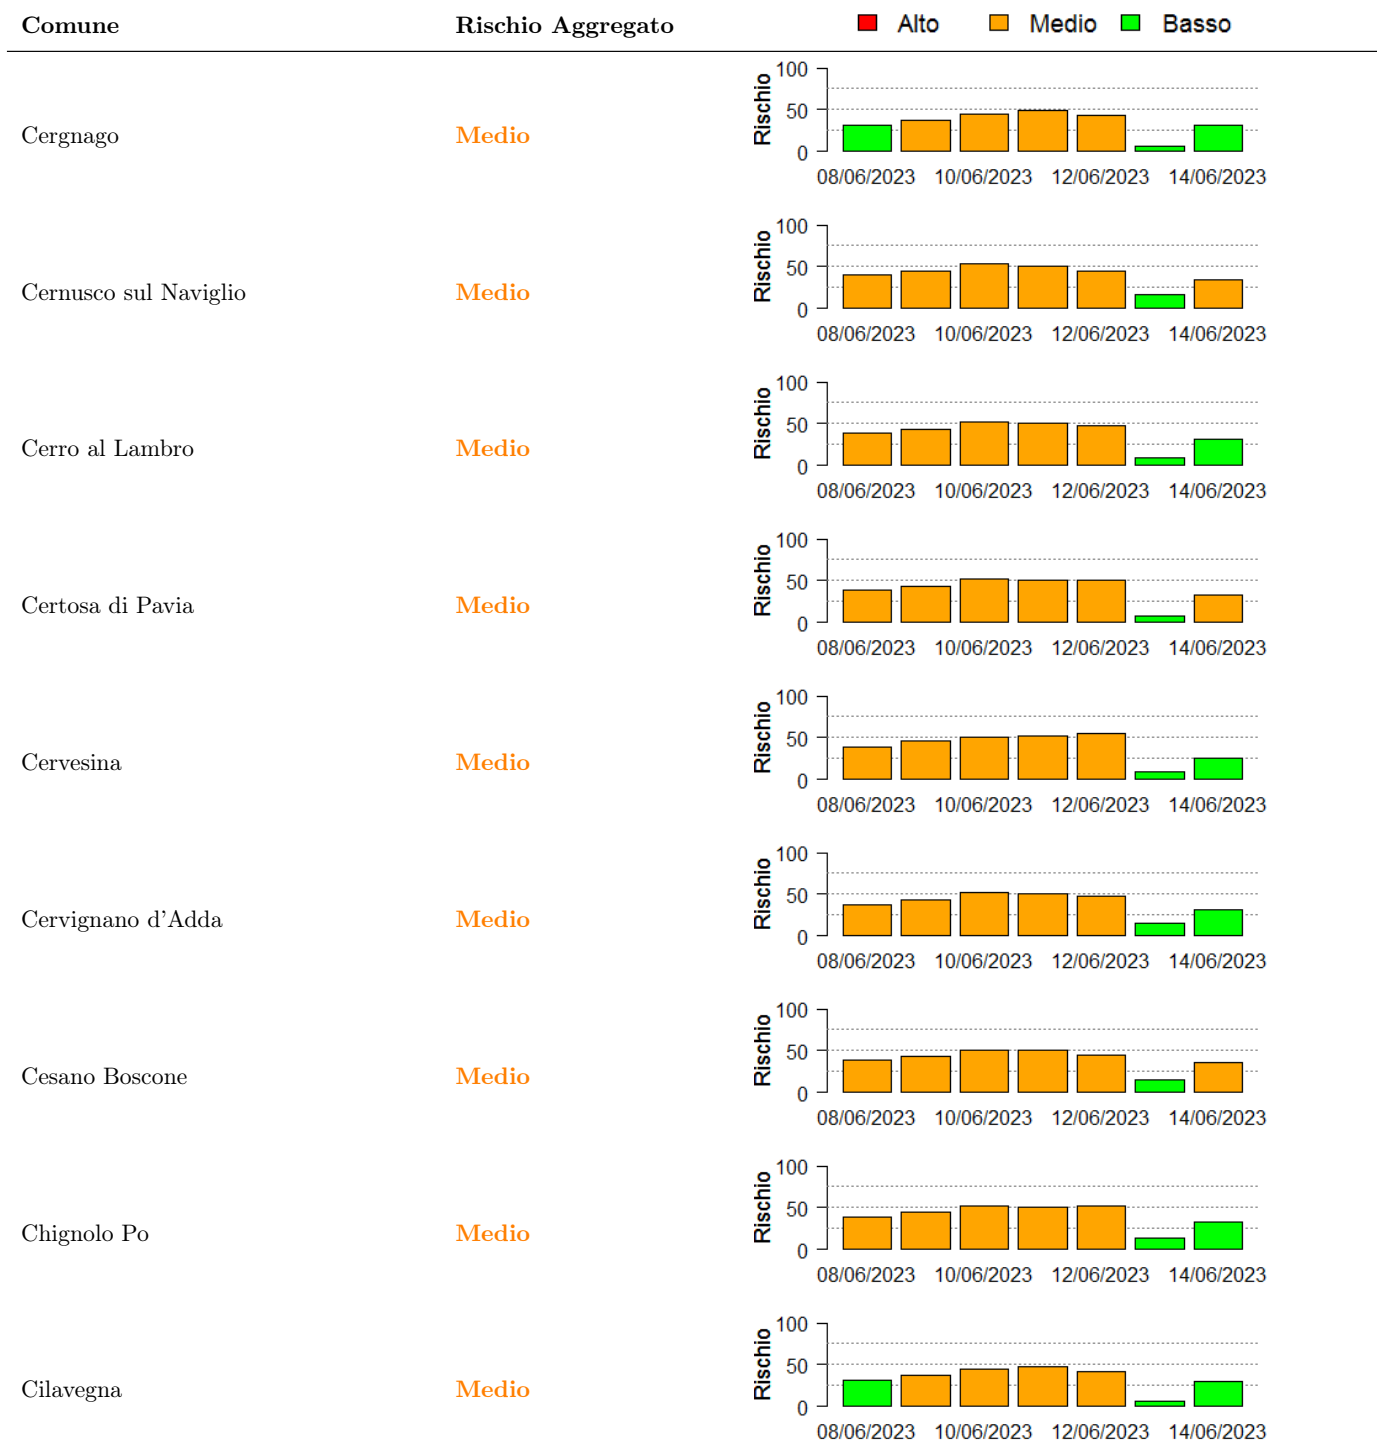 Comune Rischio Aggregato Alto Medio Basso
100
50
0
Rischio
Cergnago Medio
08/06/2023 10/06/2023 12/06/2023 14/06/2023
100
50
0
Rischio
Cernusco sul Naviglio Medio
08/06/2023 10/06/2023 12/06/2023 14/06/2023
100
50
0
Rischio
Cerro al Lambro Medio
08/06/2023 10/06/2023 12/06/2023 14/06/2023
100
50
0
Rischio
Certosa di Pavia Medio
08/06/2023 10/06/2023 12/06/2023 14/06/2023
100
50
0
Rischio
Cervesina Medio
08/06/2023 10/06/2023 12/06/2023 14/06/2023
100
50
0
Rischio
Cervignano d'Adda Medio
08/06/2023 10/06/2023 12/06/2023 14/06/2023
100
50
0
Rischio
Cesano Boscone Medio
08/06/2023 10/06/2023 12/06/2023 14/06/2023
100
50
0
Rischio
Chignolo Po Medio
08/06/2023 10/06/2023 12/06/2023 14/06/2023
100
50
0
Rischio
Cilavegna Medio
08/06/2023 10/06/2023 12/06/2023 14/06/2023